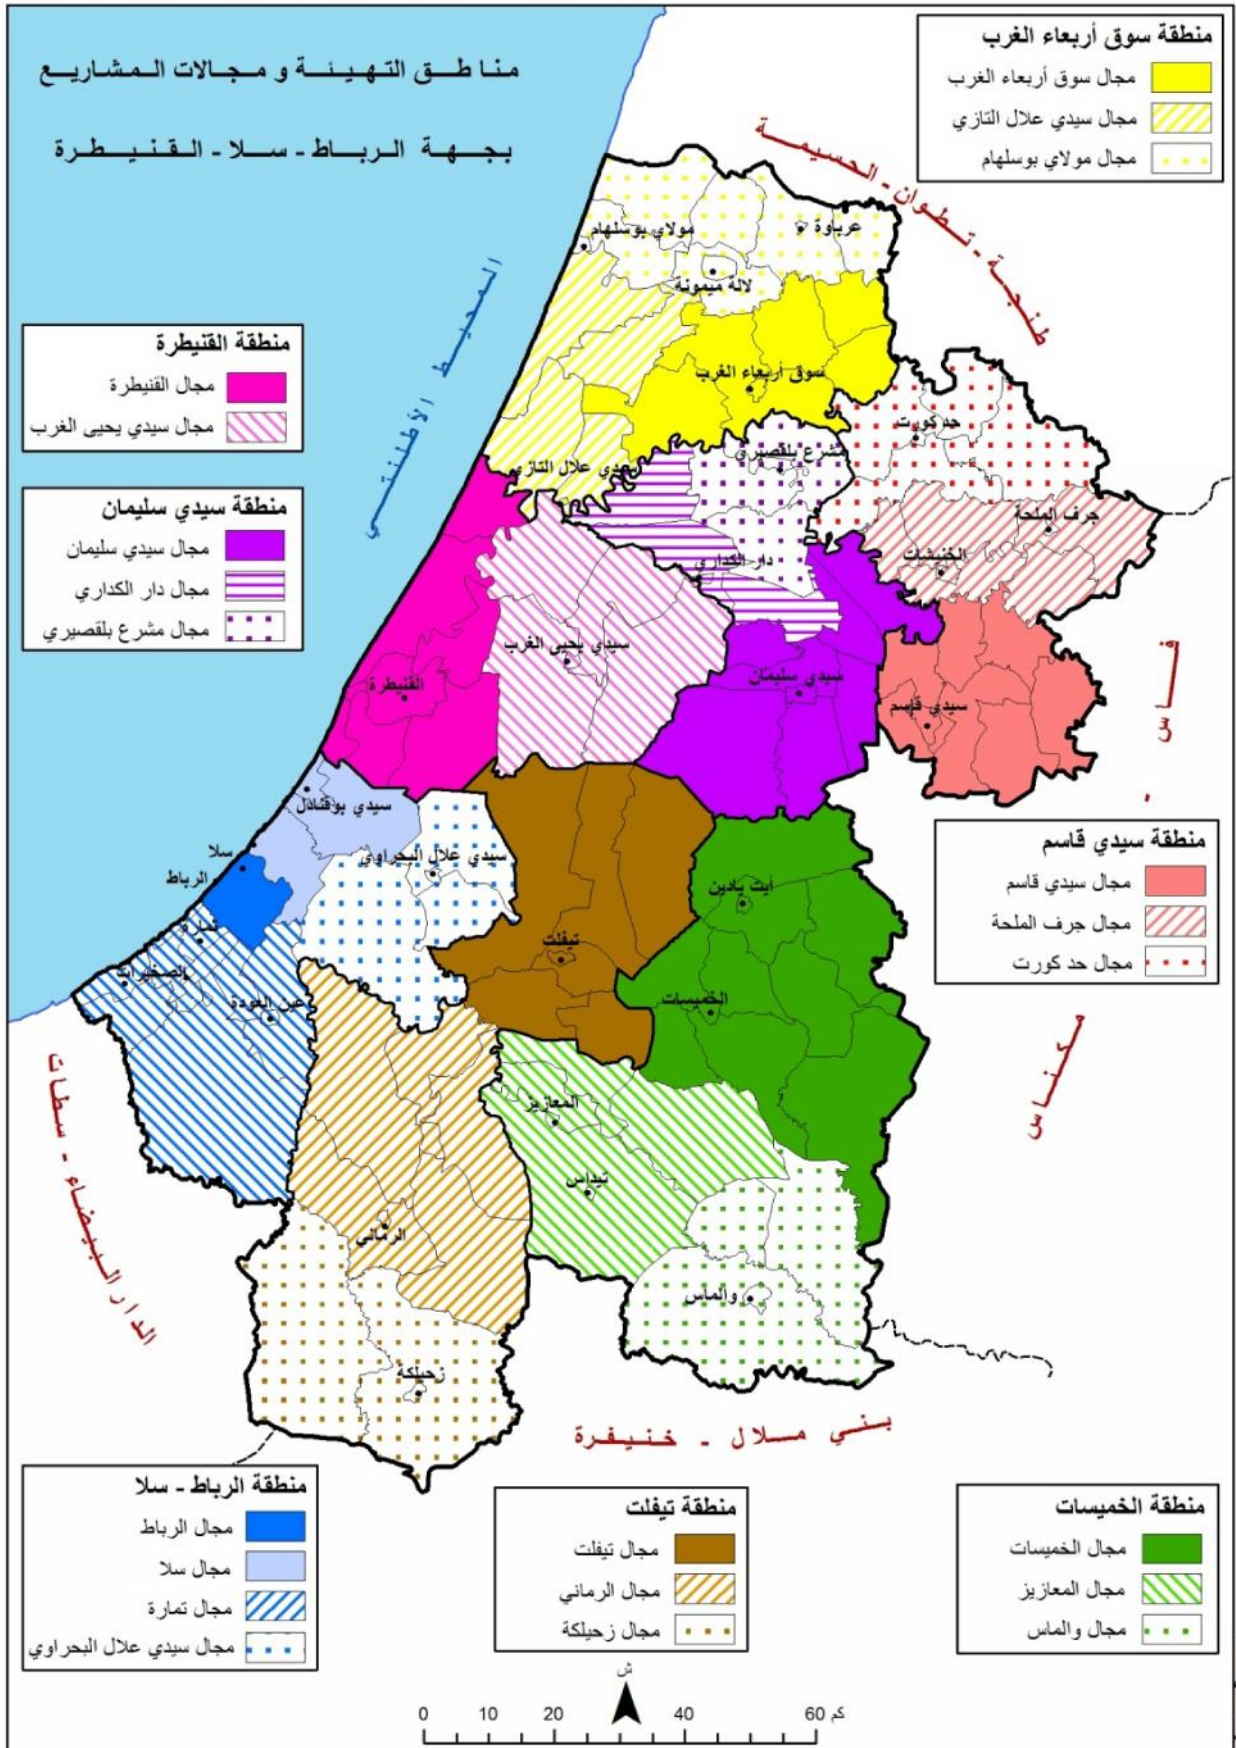 مناطق التهيئة و مجالات المشاريع
بجهة الرباط - سلا - القنيطرة
منطقة سوق أربعاء الغرب
مجال سوق أربعاء الغرب
مجال سيدي علال التازي
مجال مولاي بوسلهام
طنجة - تطوان - الحسيمة
المحيط الأطلنتي
منطقة القنيطرة
مجال القنيطرة
مجال سيدي يحيى الغرب
منطقة سيدي سليمان
مجال سيدي سليمان
مجال دار الكداري
مجال مشرع بلقصيري
عرباوة
مولاي بوسلهام
لالة ميمونة
سوق أربعاء الغرب
حد كورت
مشرع بلقصيري
سيدي علال التازي
جرف الملحة
الخنيشات
دار الكداري
سيدي يحيى الغرب
سيدي سليمان
القنيطرة
سيدي قاسم
سيدي بوقنادل
سلا
الرباط
سيدي علال البحراوي
أيت يادين
تمارة
تيفلت
الصخيرات
عين العودة
الخميسات
المعازيز
تيداس
الرماني
والماس
زحيلكة
فاس - مكناس
منطقة سيدي قاسم
مجال سيدي قاسم
مجال جرف الملحة
مجال حد كورت
الدار البيضاء - سطات
بني ملال - خنيفرة
منطقة الخميسات
مجال الخميسات
مجال المعازيز
مجال والماس
منطقة تيفلت
مجال تيفلت
مجال الرماني
مجال زحيلكة
منطقة الرباط - سلا
مجال الرباط
مجال سلا
مجال تمارة
مجال سيدي علال البحراوي
ش
0 10 20 40 60 كم